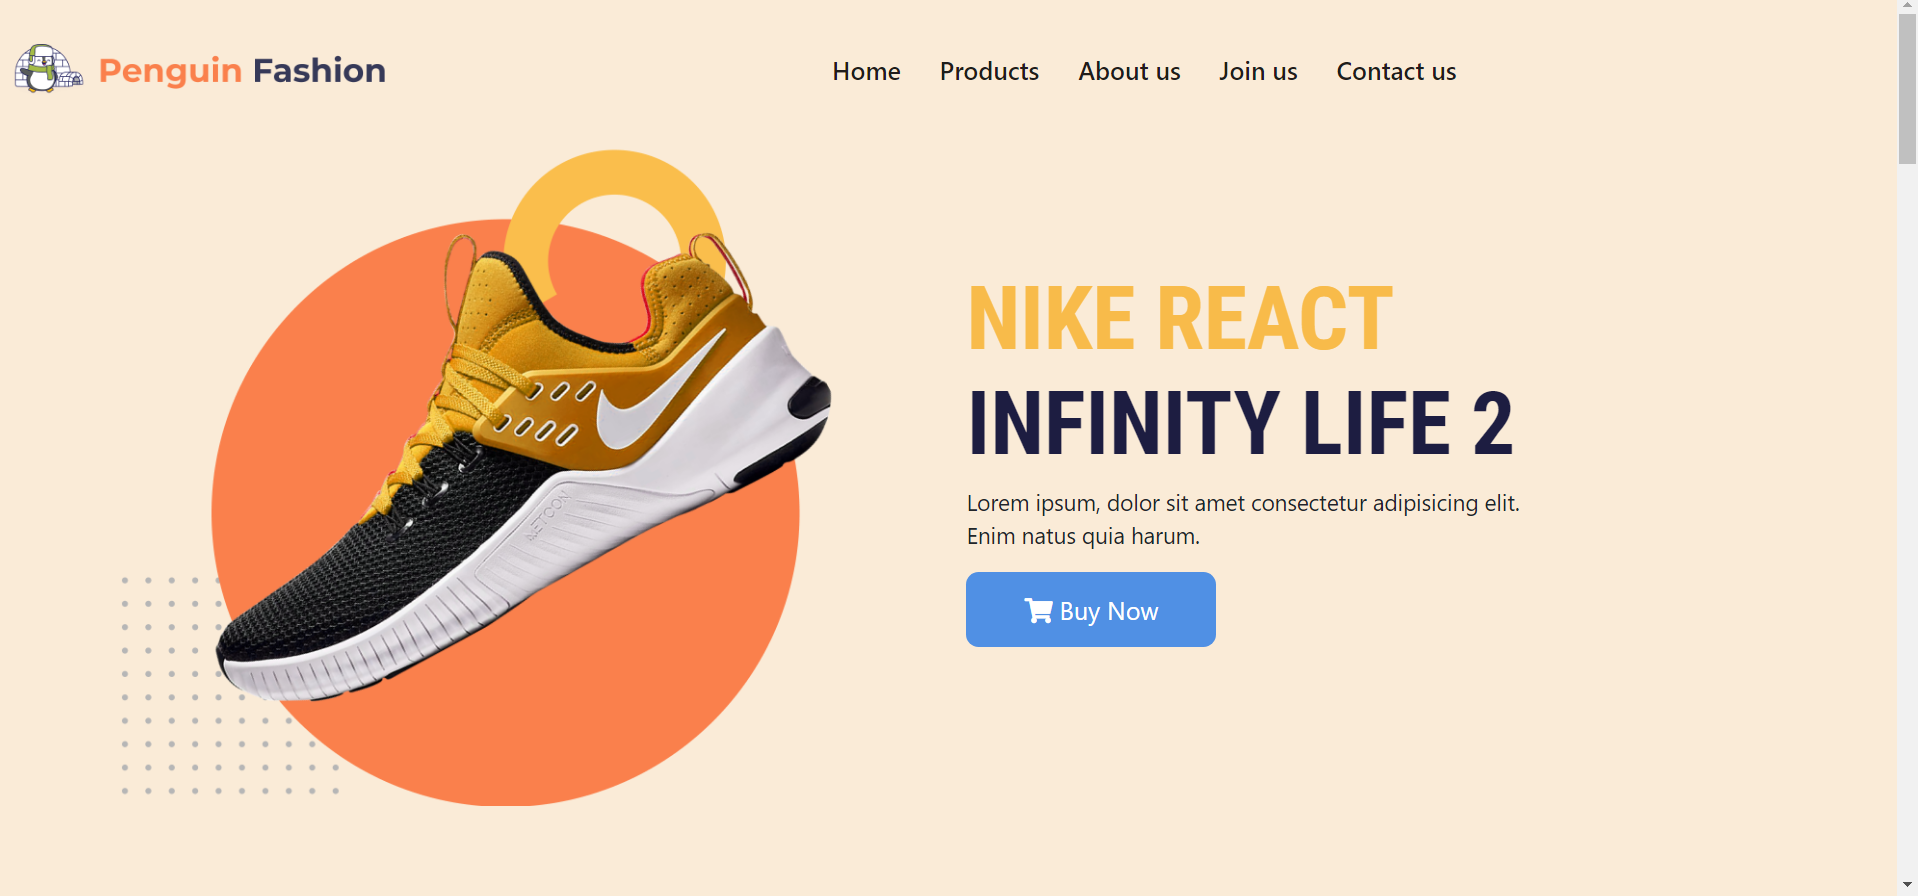 Penguin Fashion
Home Products About us Join us Contact us
NIKE REACT
INFINITY LIFE 2
Lorem ipsum, dolor sit amet consectetur adipisicing elit.
Enim natus quia harum.
Buy Now